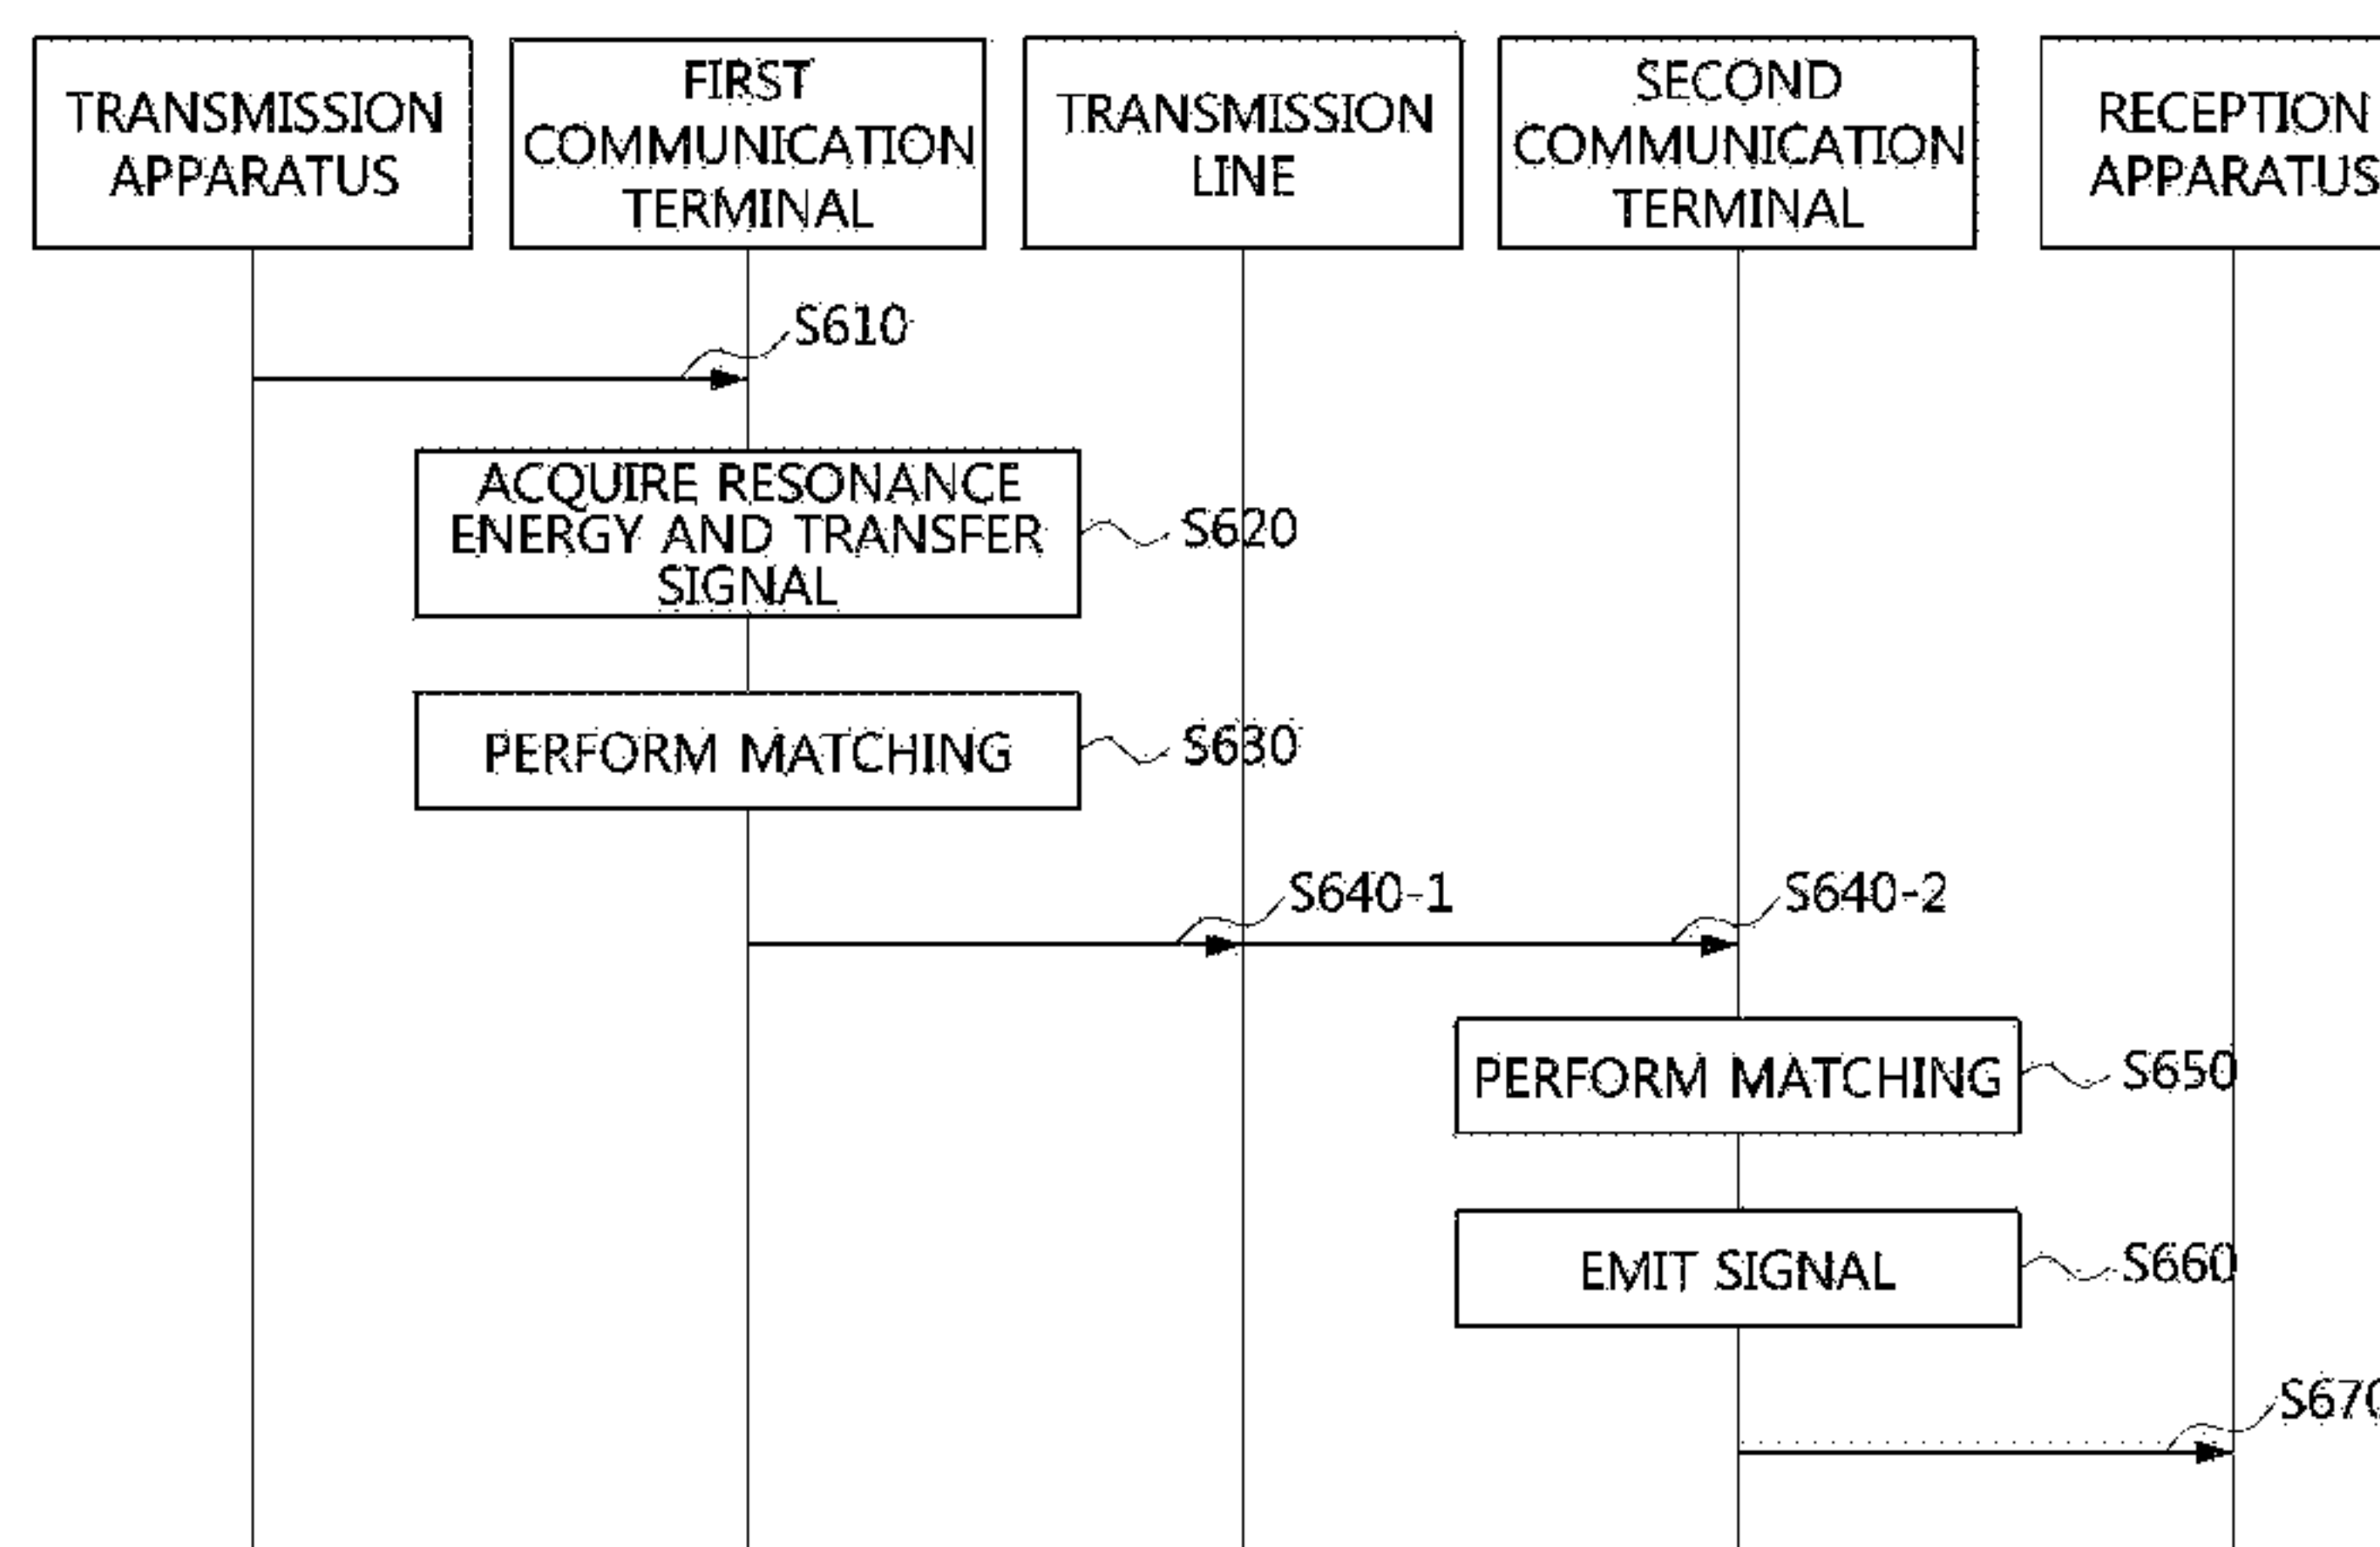 TRANSMISSION
APPARATUS
FIRST
COMMUNICATION
TERMINAL
TRANSMISSION
LINE
SECOND
COMMUNICATION
TERMINAL
RECEPTION
APPARATUS
S610
ACQUIRE RESONANCE
ENERGY AND TRANSFER
SIGNAL
S620
PERFORM MATCHING
S630
S640-1
S640-2
PERFORM MATCHING
S650
EMIT SIGNAL
S660
S670